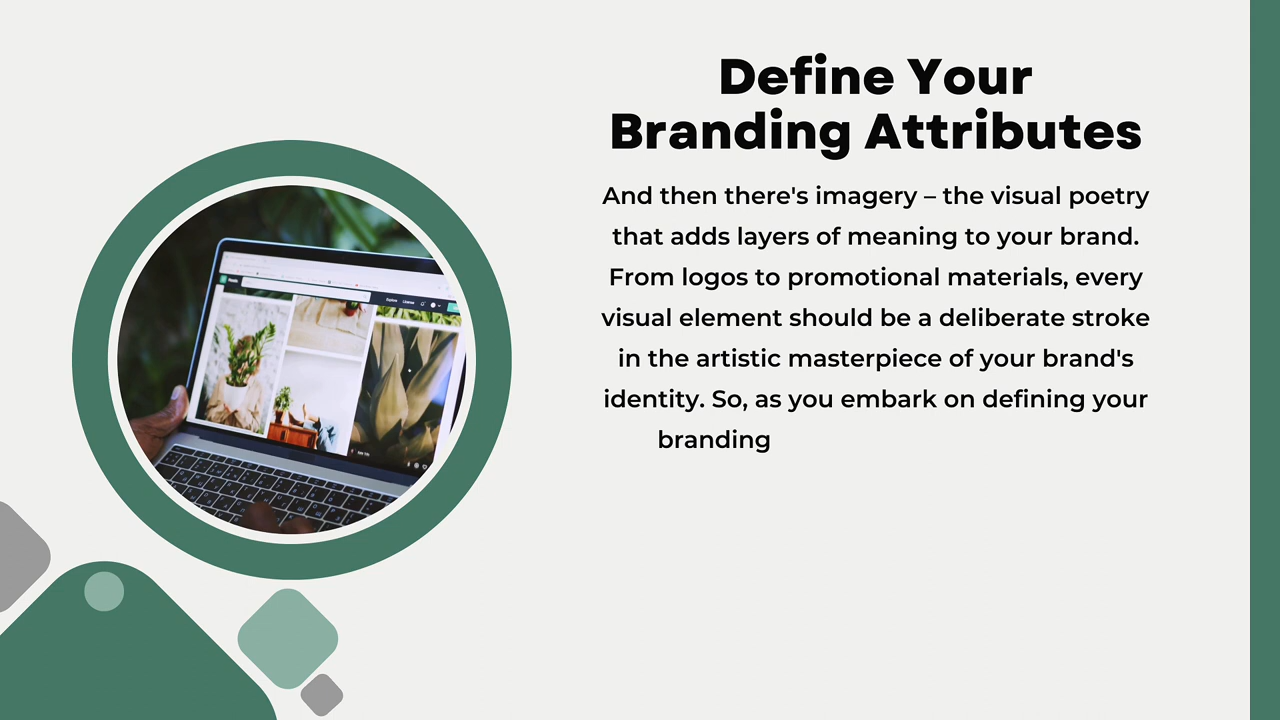 Define Your
Branding Attributes
And then there's imagery – the visual poetry
that adds layers of meaning to your brand.
From logos to promotional materials, every
visual element should be a deliberate stroke
in the artistic masterpiece of your brand's
identity. So, as you embark on defining your
branding
Explore
License